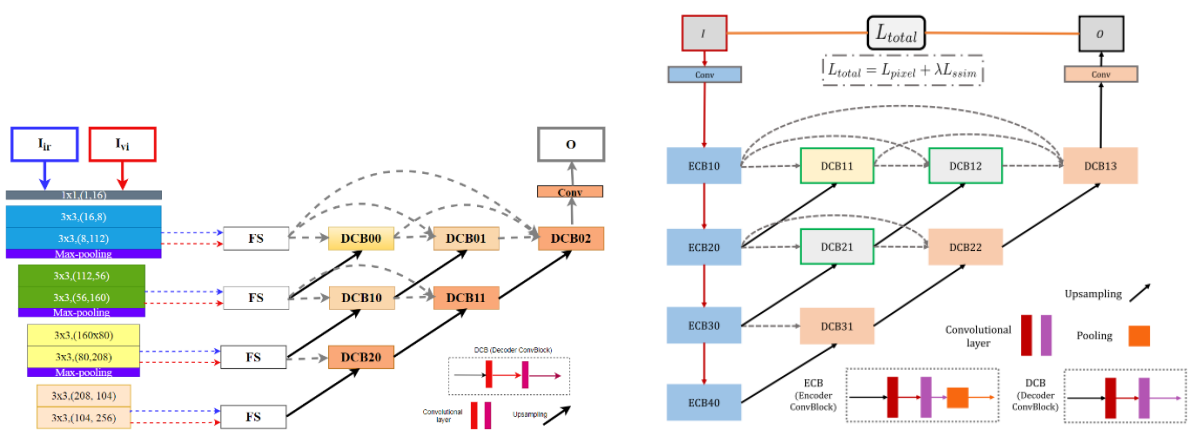 I_ir
I_vi
O
1x1,(1,16)
Conv
3x3,(16,8)
3x3,(8,112)
Max-pooling
FS
DCB00
DCB01
DCB02
3x3,(112,56)
3x3,(56,160)
Max-pooling
FS
DCB10
DCB11
3x3,(160x80)
3x3,(80,208)
Max-pooling
FS
DCB20
3x3,(208, 104)
3x3,(104, 256)
FS
DCB (Decoder ConvBlock)
Convolutional
layer
Upsampling
I
L_total
O
Conv
L_total = L_pixel + λL_ssim
Conv
ECB10
DCB11
DCB12
DCB13
ECB20
DCB21
DCB22
ECB30
DCB31
ECB40
Upsampling
Convolutional
layer
Pooling
ECB
(Encoder
ConvBlock)
DCB
(Decoder
ConvBlock)